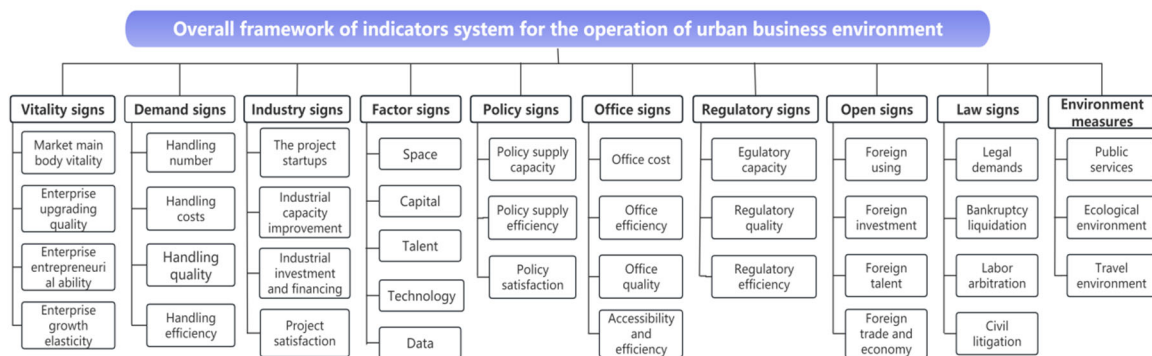 Overall framework of indicators system for the operation of urban business environment
Vitality signs
Market main
body vitality
Enterprise
upgrading
quality
Enterprise
entrepreneuri
al ability
Enterprise
growth
elasticity
Demand signs
Handling
number
Handling
costs
Handling
quality
Handling
efficiency
Industry signs
The project
startups
Industrial
capacity
improvement
Industrial
investment
and financing
Project
satisfaction
Factor signs
Space
Capital
Talent
Technology
Data
Policy signs
Policy supply
capacity
Policy supply
efficiency
Policy
satisfaction
Office signs
Office cost
Office
efficiency
Office
quality
Accessibility
and
efficiency
Regulatory signs
Egulatory
capacity
Regulatory
quality
Regulatory
efficiency
Open signs
Foreign
using
Foreign
investment
Foreign
talent
Foreign
trade and
economy
Law signs
Legal
demands
Bankruptcy
liquidation
Labor
arbitration
Civil
litigation
Environment
measures
Public
services
Ecological
environment
Travel
environment